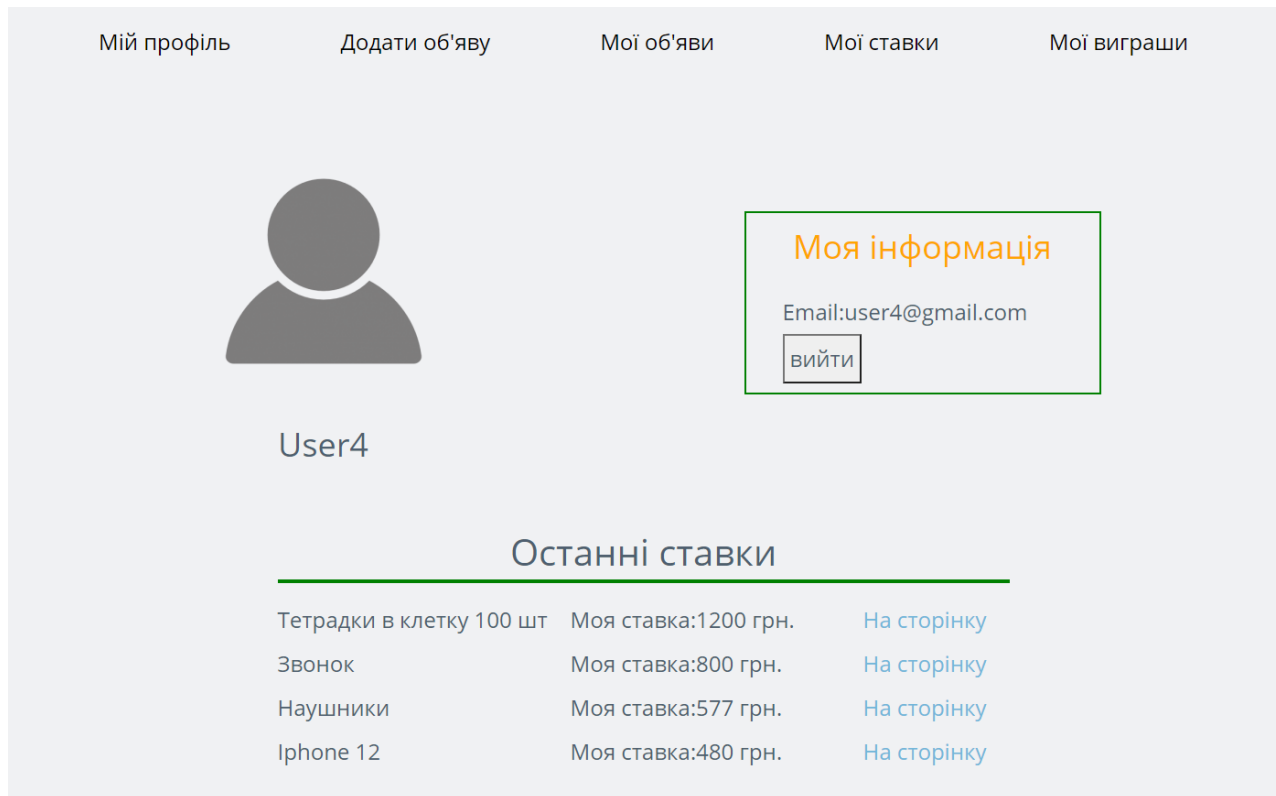 Мій профіль Додати об'яву Мої об'яви Мої ставки Мої виграши
Моя інформація
Email:user4@gmail.com
вийти
User4
Останні ставки
Тетрадки в клетку 100 шт Моя ставка:1200 грн. На сторінку
Звонок Моя ставка:800 грн. На сторінку
Наушники Моя ставка:577 грн. На сторінку
Iphone 12 Моя ставка:480 грн. На сторінку